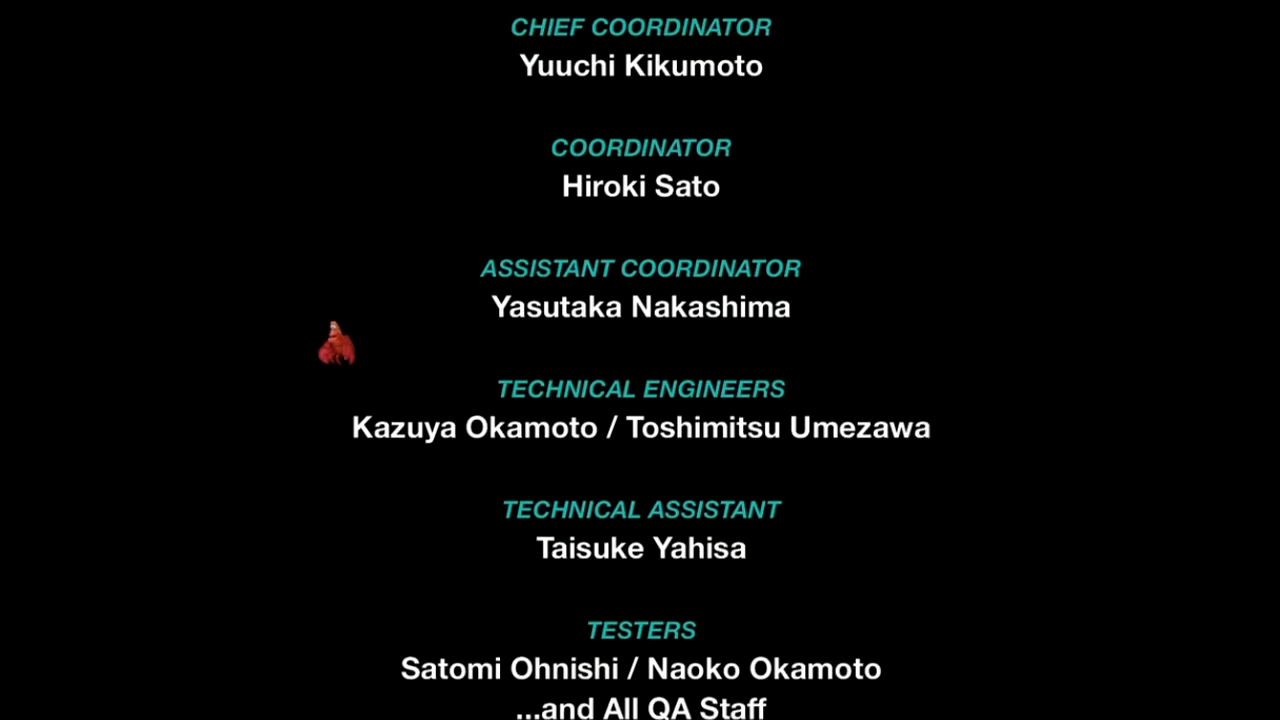 CHIEF COORDINATOR
Yuuchi Kikumoto
COORDINATOR
Hiroki Sato
ASSISTANT COORDINATOR
Yasutaka Nakashima
TECHNICAL ENGINEERS
Kazuya Okamoto / Toshimitsu Umezawa
TECHNICAL ASSISTANT
Taisuke Yahisa
TESTERS
Satomi Ohnishi / Naoko Okamoto
...and All QA Staff